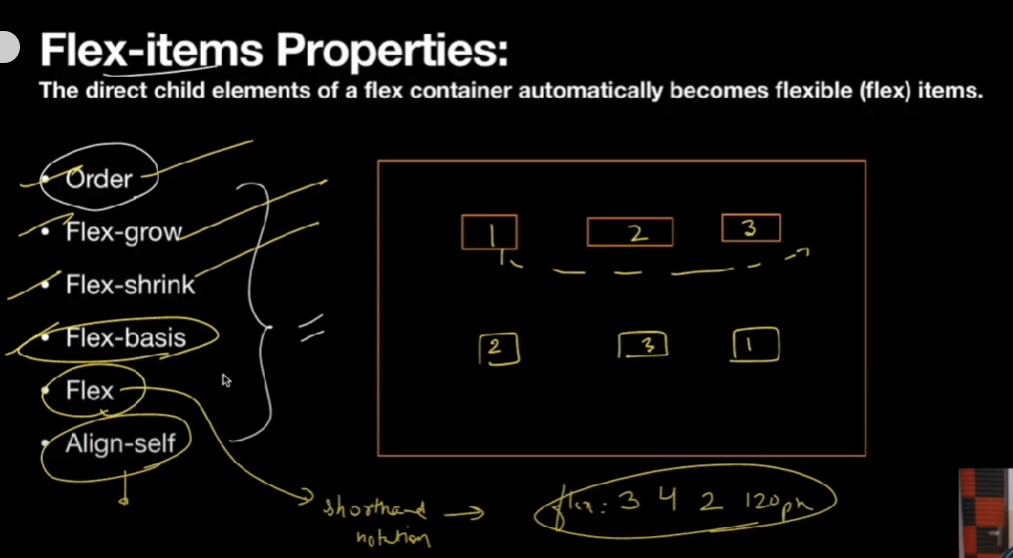 Flex-items Properties:
The direct child elements of a flex container automatically becomes flexible (flex) items.
• Order
• Flex-grow
• Flex-shrink
• Flex-basis
• Flex
• Align-self
1 2 3
2 3 1
shorthand notation → flex: 3 4 2 120px